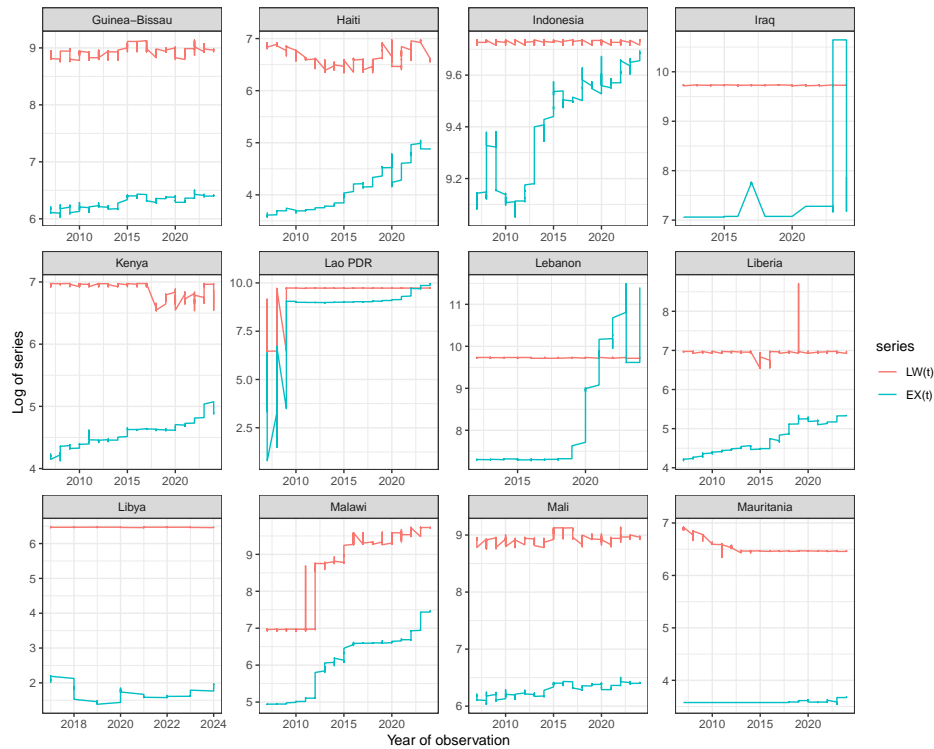 Guinea−Bissau Haiti Indonesia Iraq
9 8 7 6
7 6 5 4
9.6 9.4 9.2
10 9 8 7
2010 2015 2020 2010 2015 2020 2010 2015 2020 2015 2020
Kenya Lao PDR Lebanon Liberia
7 6 5 4
10.0 7.5 5.0 2.5
11 10 9 8
9 8 7 6 5 4
2010 2015 2020 2010 2015 2020 2015 2020 2010 2015 2020
Libya Malawi Mali Mauritania
6 5 4 3 2
9 8 7 6 5
9 8 7 6
7 6 5 4
2018 2020 2022 2024 2010 2015 2020 2010 2015 2020 2010 2015 2020
Log of series
Year of observation
series
LW(t)
EX(t)